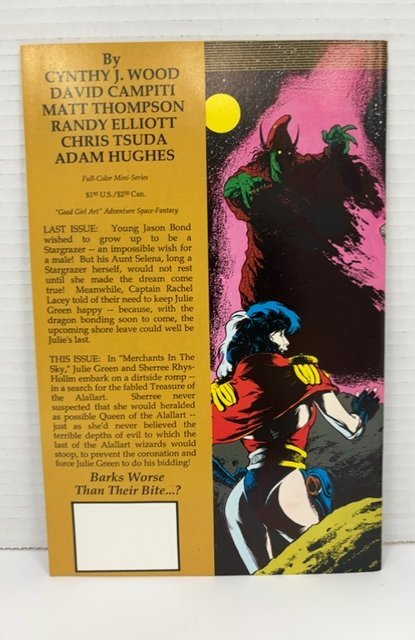 By
CYNTHY J. WOOD
DAVID CAMPITI
MATT THOMPSON
RANDY ELLIOTT
CHRIS TSUDA
ADAM HUGHES
Full-Color Mini-Series
$1.95 U.S./$2.50 Can.
"Good Girl Art" Adventure Space-Fantasy
LAST ISSUE: Young Jason Bond
wished to grow up to be a
Stargrazer -- an impossible wish for
a male! But his Aunt Selena, long a
Stargrazer herself, would not rest
until she made the dream come
true! Meanwhile, Captain Rachel
Lacey told of their need to keep Julie
Green happy -- because, with the
dragon bonding soon to come, the
upcoming shore leave could well be
Julie's last.
THIS ISSUE: In "Merchants In The
Sky," Julie Green and Sherree Rhys-
Hollm embark on a dirtside romp --
in a search for the fabled Treasure of
the Alallart. Sherree never
suspected that she would heralded
as possible Queen of the Alallart --
just as she'd never believed the
terrible depths of evil to which the
last of the Alallart wizards would
stoop, to prevent the coronation and
force Julie Green to do his bidding!
Barks Worse
Than Their Bite...?